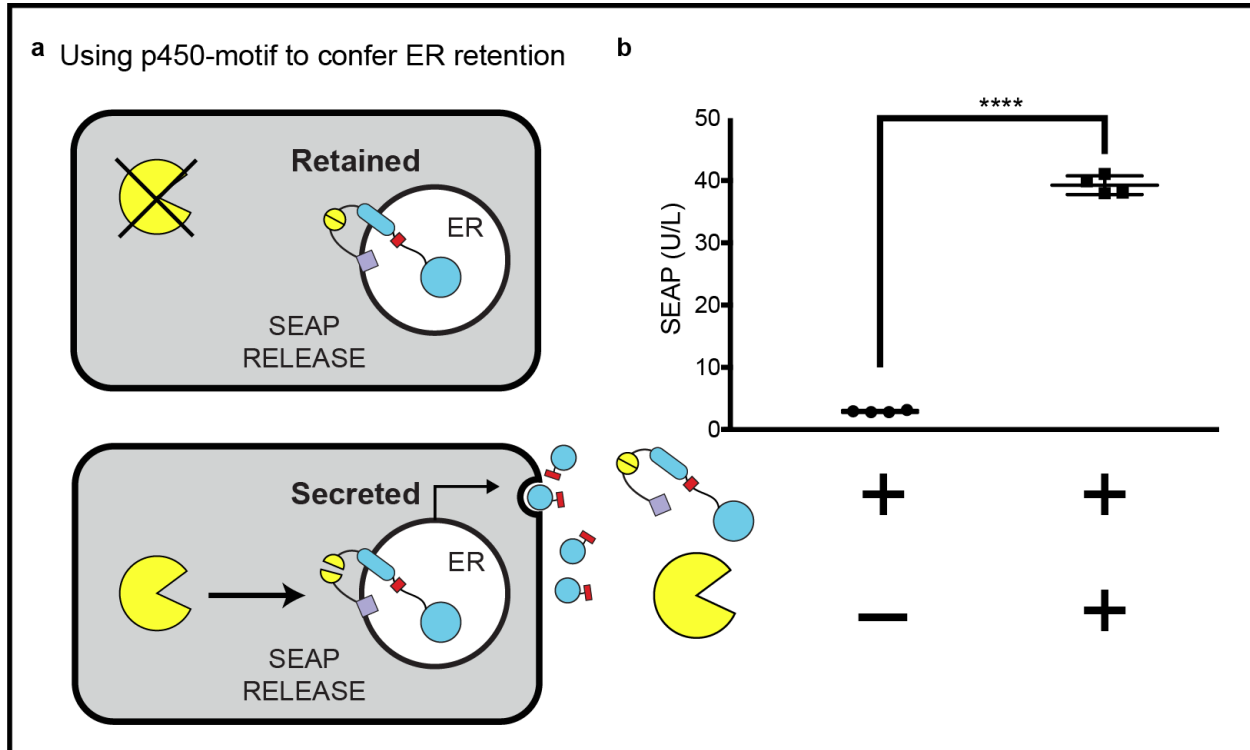 a Using p450-motif to confer ER retention
Retained
ER
SEAP
RELEASE
Secreted
ER
SEAP
RELEASE
b
****
50
40
30
20
10
0
SEAP (U/L)
+ +
— +